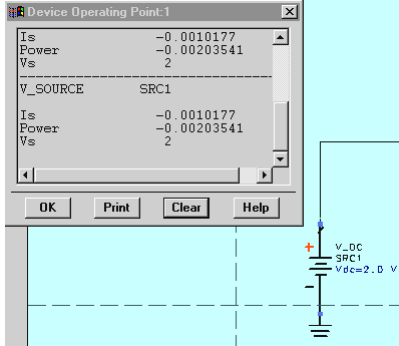 Device Operating Point:1
Is -0.0010177
Power -0.00203541
Vs 2
V_SOURCE SRC1
Is -0.0010177
Power -0.00203541
Vs 2
OK Print Clear Help
+ V_DC
SRC1
Vdc=2.0 V
-